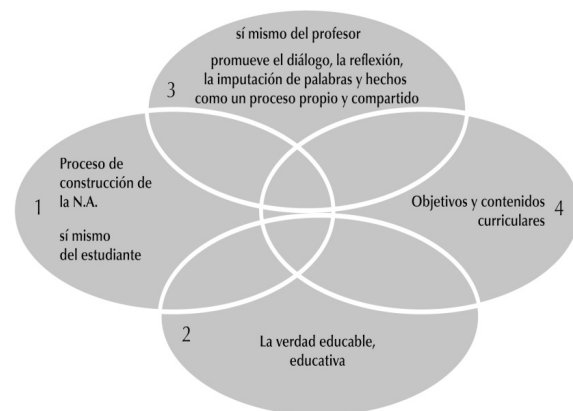 sí mismo del profesor
promueve el diálogo, la reflexión,
la imputación de palabras y hechos
como un proceso propio y compartido
3
Proceso de
construcción de
la N.A.
1
sí mismo
del estudiante
Objetivos y contenidos
curriculares
4
2
La verdad educable,
educativa